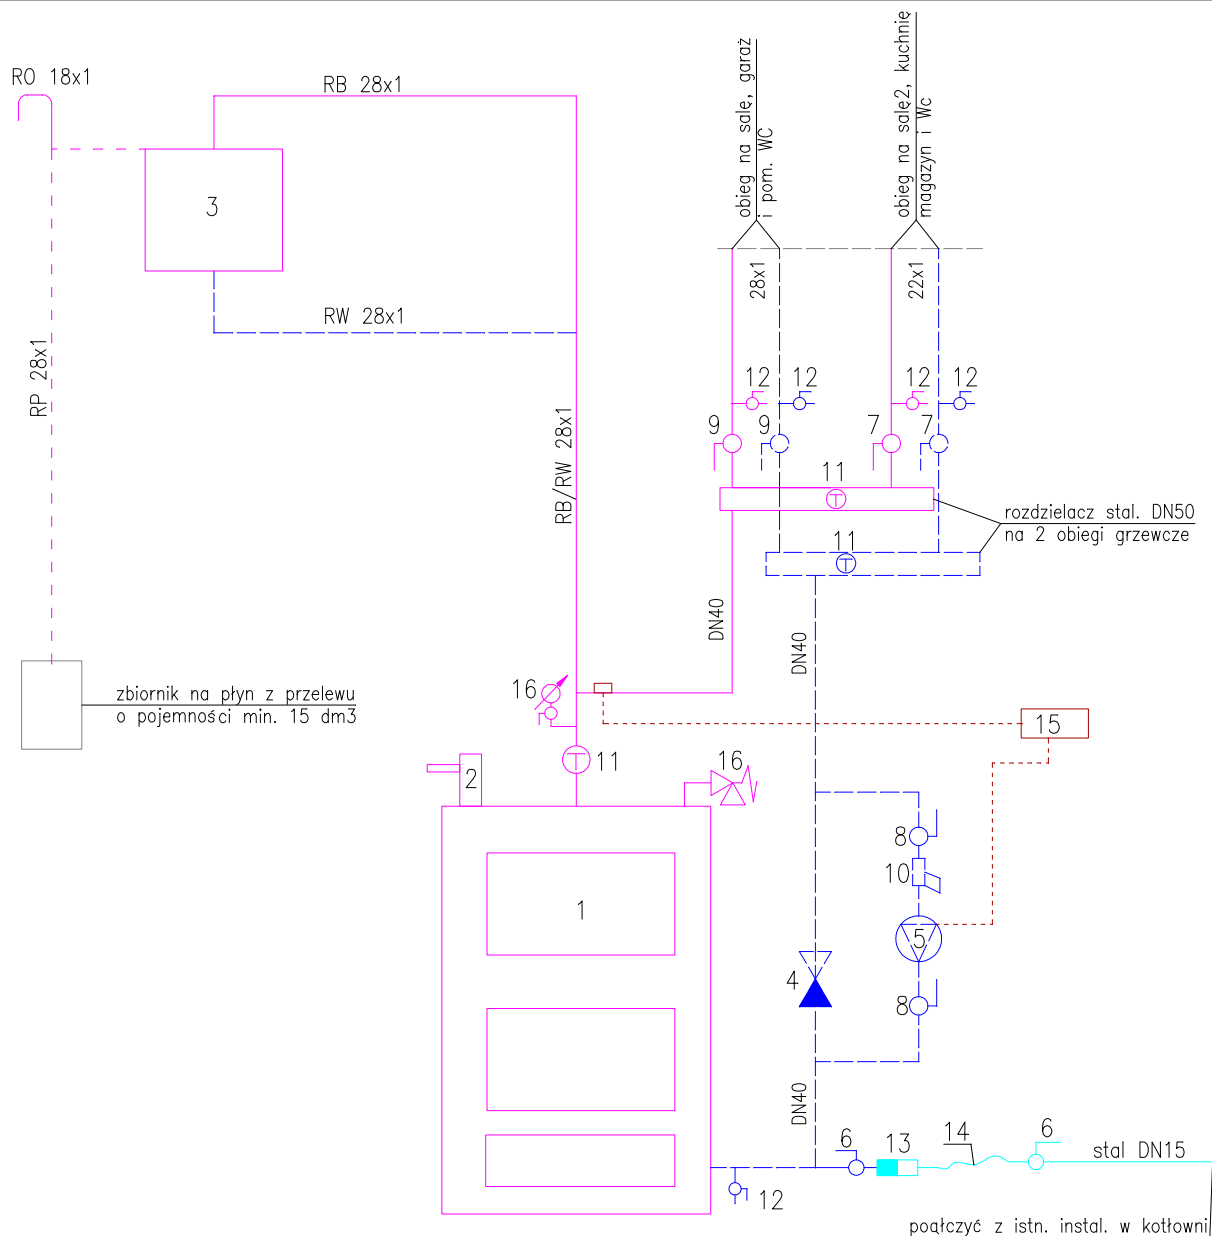 RO 18x1
RB 28x1
3
RW 28x1
RP 28x1
RB/RW 28x1
obieg na salę, garaż
i pom. WC
obieg na salę2, kuchnię
magazyn i Wc
28x1
22x1
12
12
12
12
9
9
7
7
11
11
rozdzielacz stal. DN50
na 2 obiegi grzewcze
DN40
DN40
zbiornik na płyn z przelewu
o pojemności min. 15 dm3
16
11
15
2
16
8
10
1
5
4
8
DN40
6
13
14
6
stal DN15
12
poqłczyć z istn. instal. w kotłowni